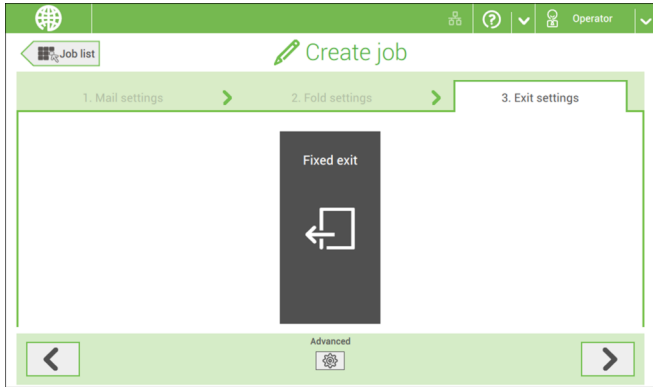 Operator
Job list
Create job
1. Mail settings
2. Fold settings
3. Exit settings
Fixed exit
Advanced